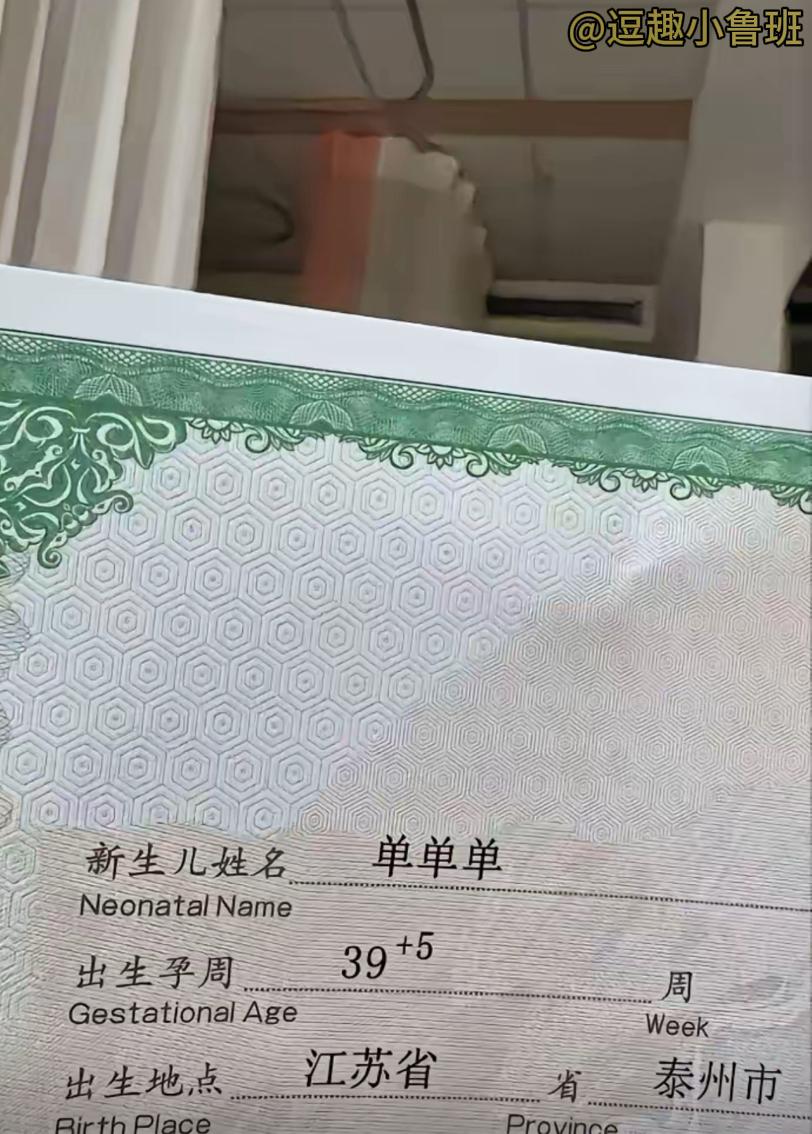 @逗趣小鲁班
新生儿姓名 单单单
Neonatal Name
出生孕周 39+5 周
Gestational Age Week
出生地点 江苏省 省 泰州市
Birth Place Province